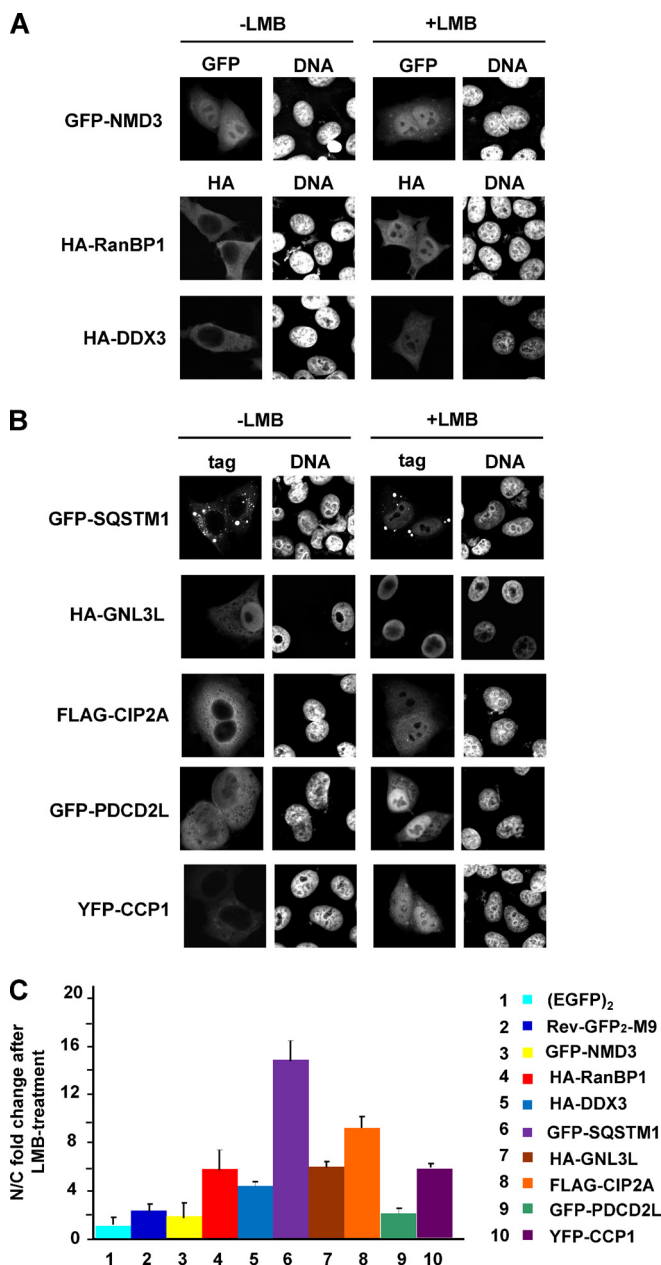 A
-LMB +LMB
GFP DNA GFP DNA
GFP-NMD3
HA DNA HA DNA
HA-RanBP1
HA-DDX3
B
-LMB +LMB
tag DNA tag DNA
GFP-SQSTM1
HA-GNL3L
FLAG-CIP2A
GFP-PDCD2L
YFP-CCP1
C
N/C fold change after
LMB-treatment
20
16
12
8
4
0
1 2 3 4 5 6 7 8 9 10
1 (EGFP)₂
2 Rev-GFP₂-M9
3 GFP-NMD3
4 HA-RanBP1
5 HA-DDX3
6 GFP-SQSTM1
7 HA-GNL3L
8 FLAG-CIP2A
9 GFP-PDCD2L
10 YFP-CCP1